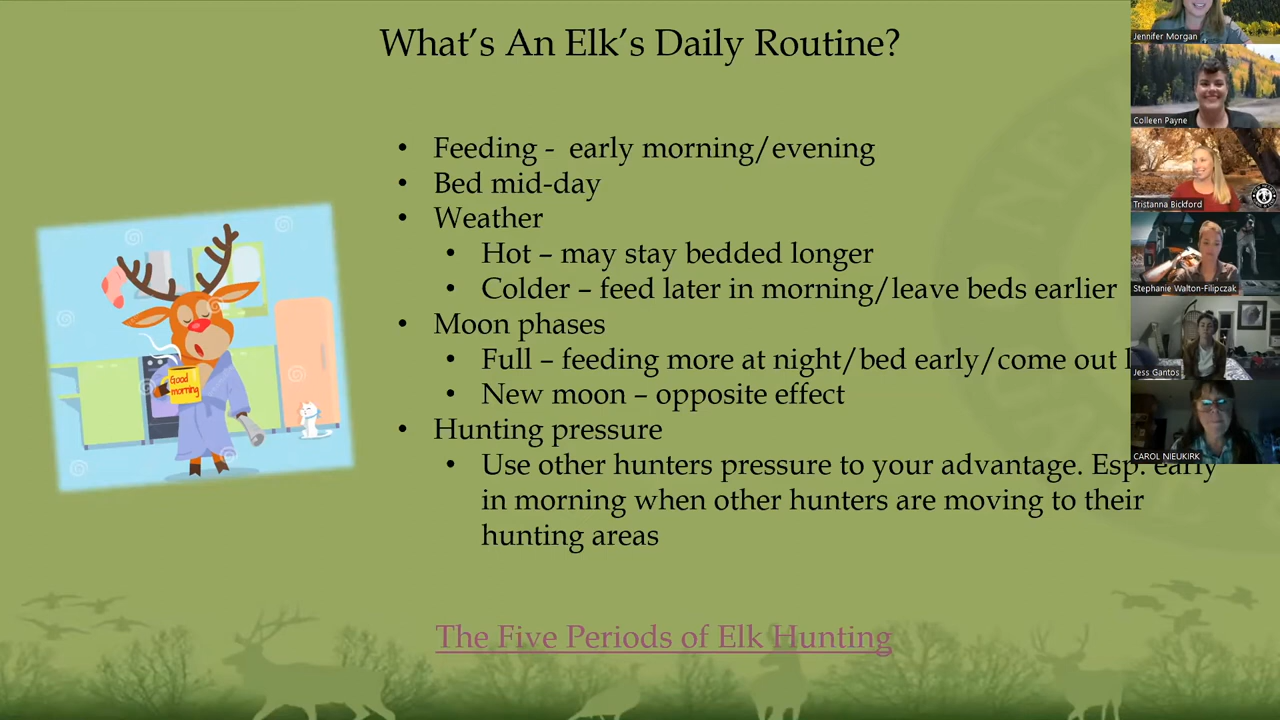 What's An Elk's Daily Routine?
• Feeding - early morning/evening
• Bed mid-day
• Weather
• Hot – may stay bedded longer
• Colder – feed later in morning/leave beds earlier
• Moon phases
• Full – feeding more at night/bed early/come out
• New moon – opposite effect
• Hunting pressure
• Use other hunters pressure to your advantage. Esp. early
in morning when other hunters are moving to their
hunting areas
The Five Periods of Elk Hunting
Good
morning
Jennifer Morgan
Colleen Payne
Tristanna Bickford
Stephanie Walton-Filipczak
Jess Gantos
CAROL NIEUKIRK